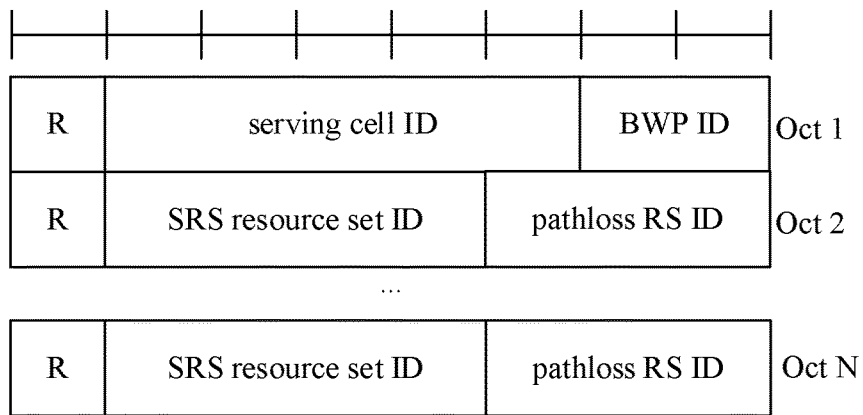 R serving cell ID BWP ID Oct 1
R SRS resource set ID pathloss RS ID Oct 2
...
R SRS resource set ID pathloss RS ID Oct N